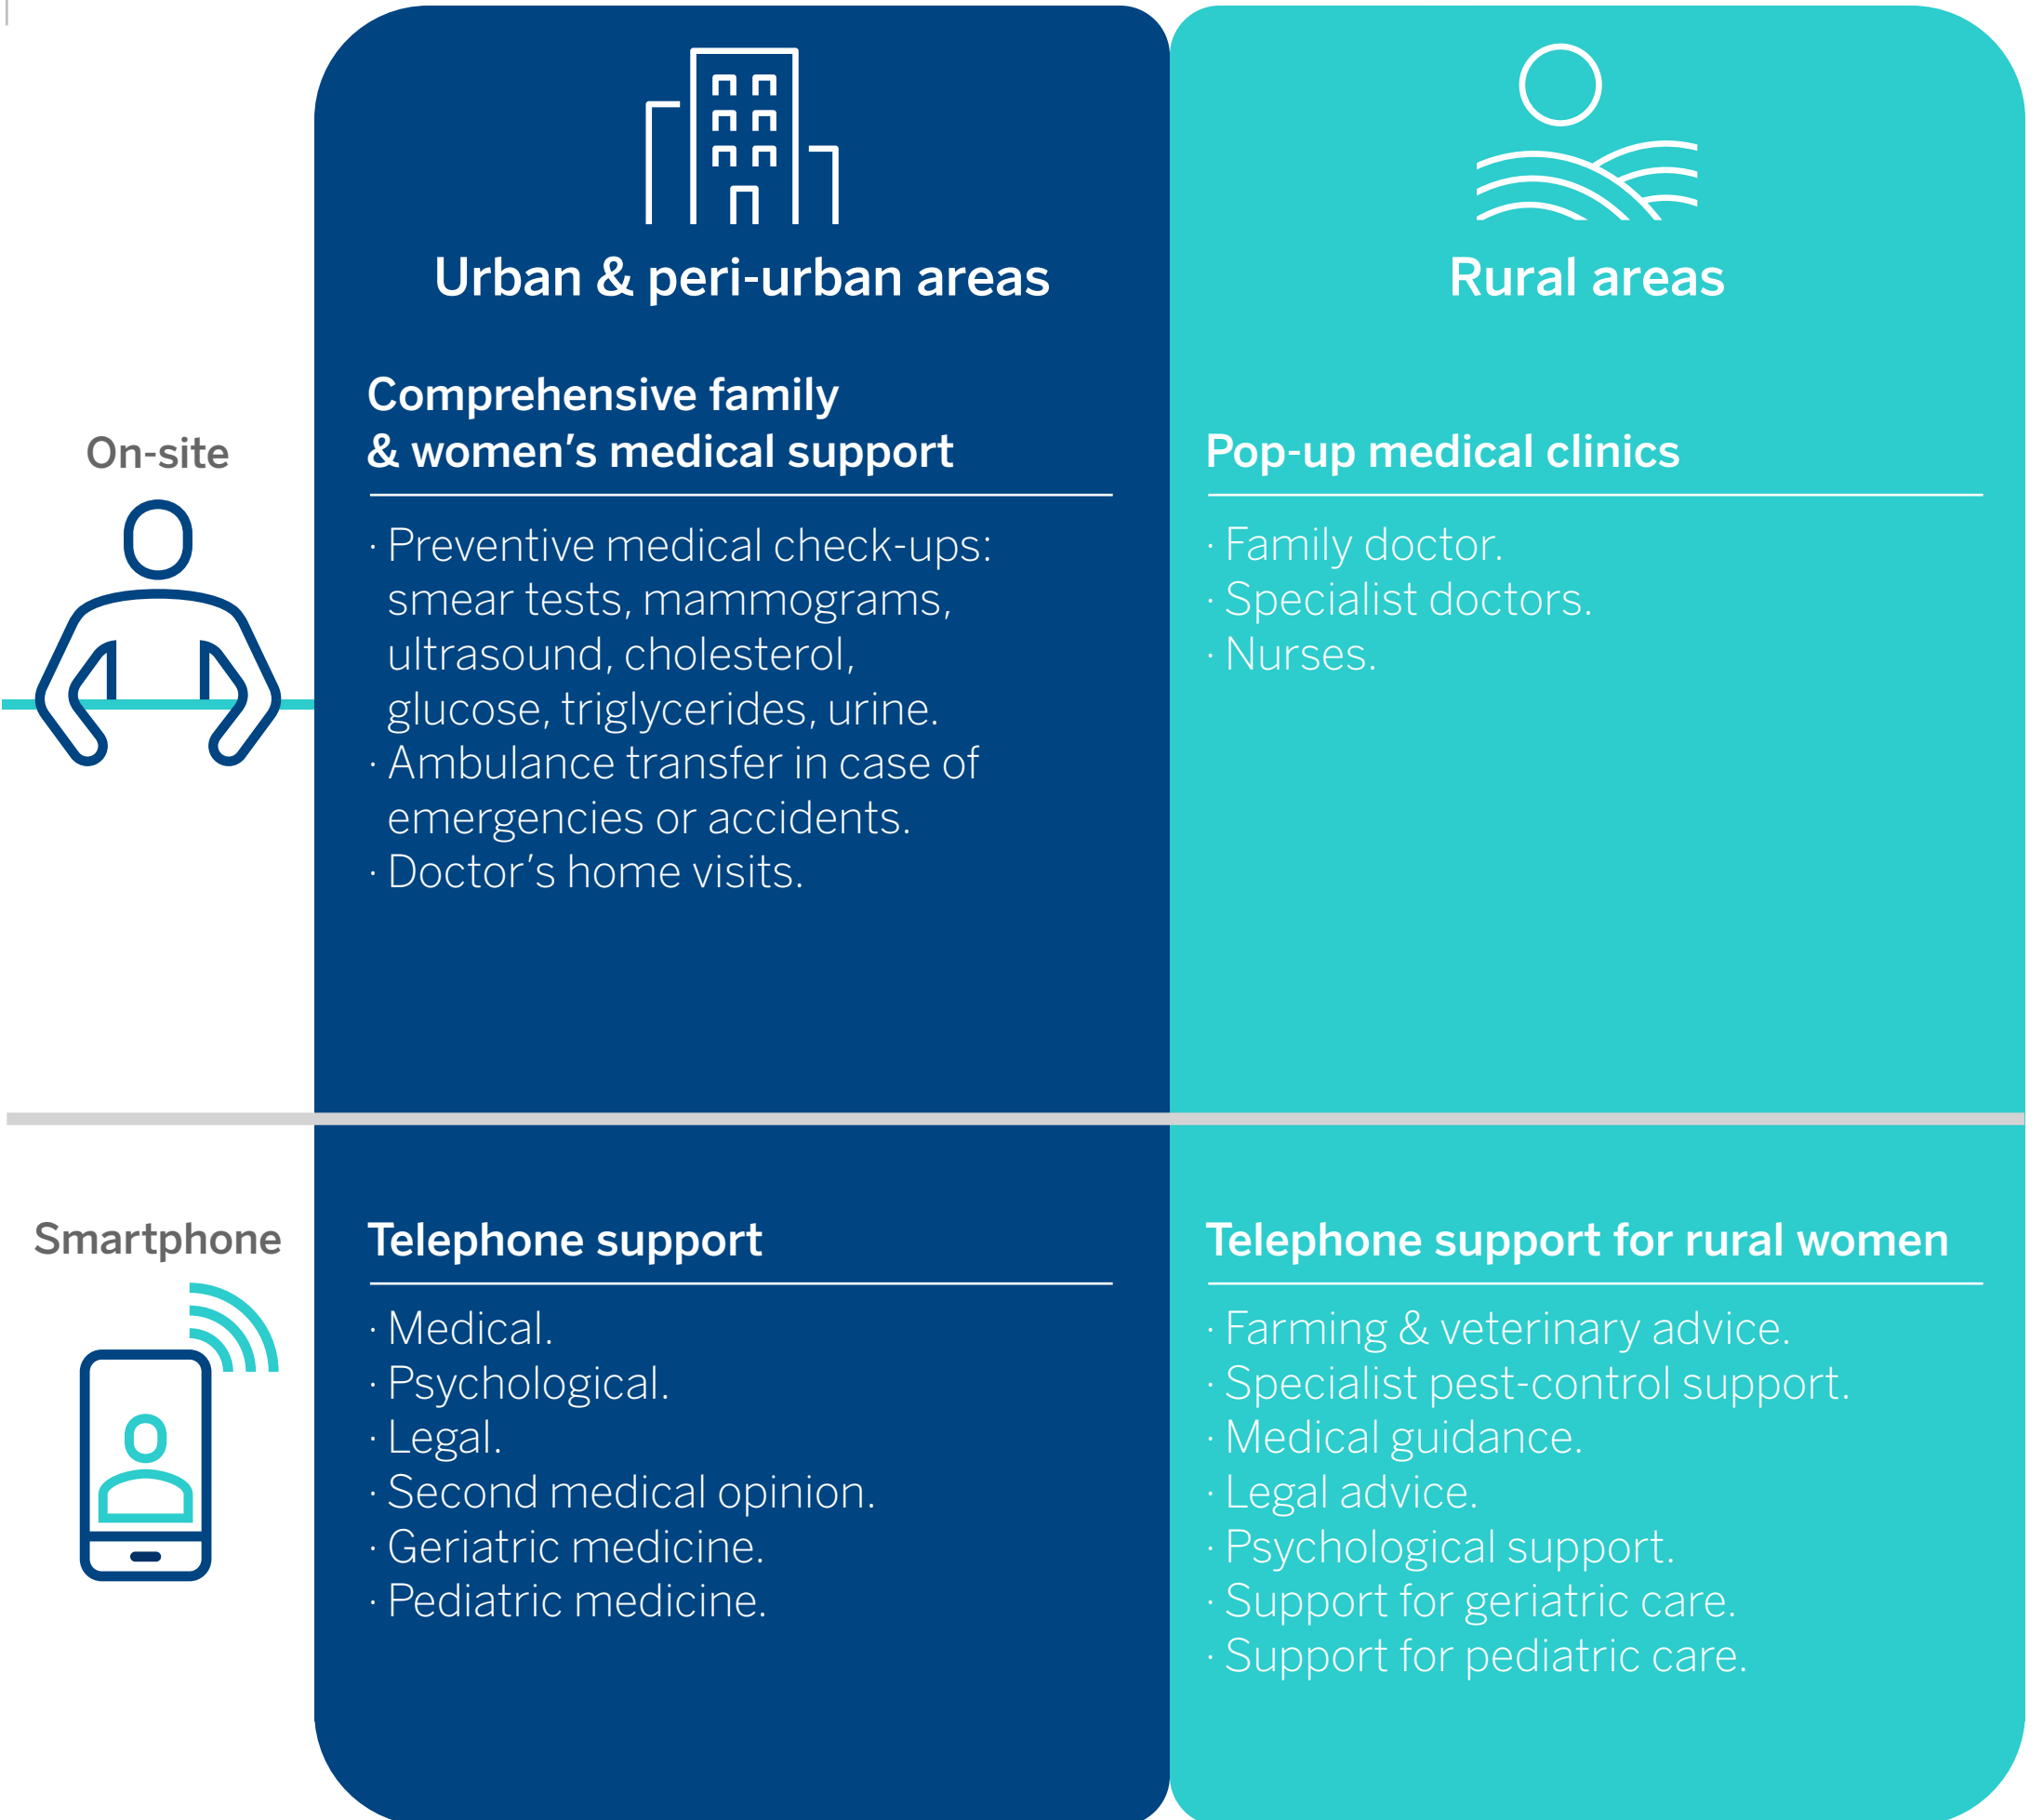 Urban & peri-urban areas
Rural areas
On-site
Comprehensive family
& women’s medical support
· Preventive medical check-ups:
smear tests, mammograms,
ultrasound, cholesterol,
glucose, triglycerides, urine.
· Ambulance transfer in case of
emergencies or accidents.
· Doctor’s home visits.
Pop-up medical clinics
· Family doctor.
· Specialist doctors.
· Nurses.
Smartphone
Telephone support
· Medical.
· Psychological.
· Legal.
· Second medical opinion.
· Geriatric medicine.
· Pediatric medicine.
Telephone support for rural women
· Farming & veterinary advice.
· Specialist pest-control support.
· Medical guidance.
· Legal advice.
· Psychological support.
· Support for geriatric care.
· Support for pediatric care.